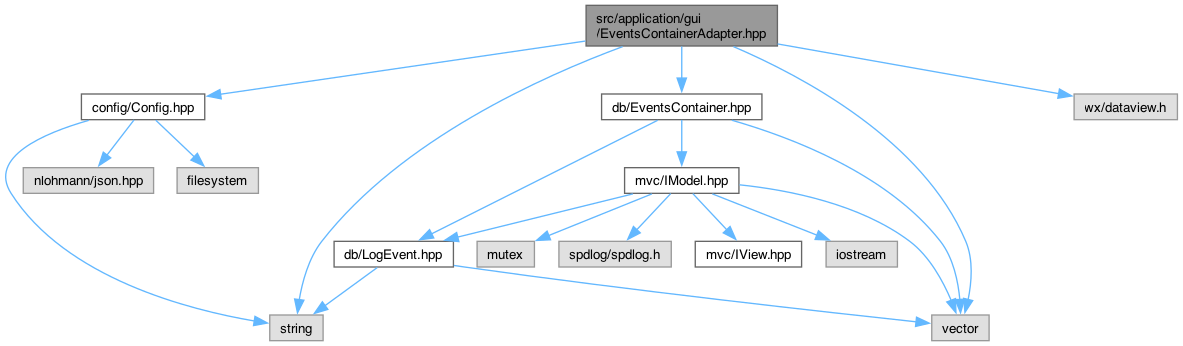 src/application/gui
/EventsContainerAdapter.hpp
config/Config.hpp
db/EventsContainer.hpp
wx/dataview.h
nlohmann/json.hpp
filesystem
mvc/IModel.hpp
db/LogEvent.hpp
mutex
spdlog/spdlog.h
mvc/IView.hpp
iostream
string
vector